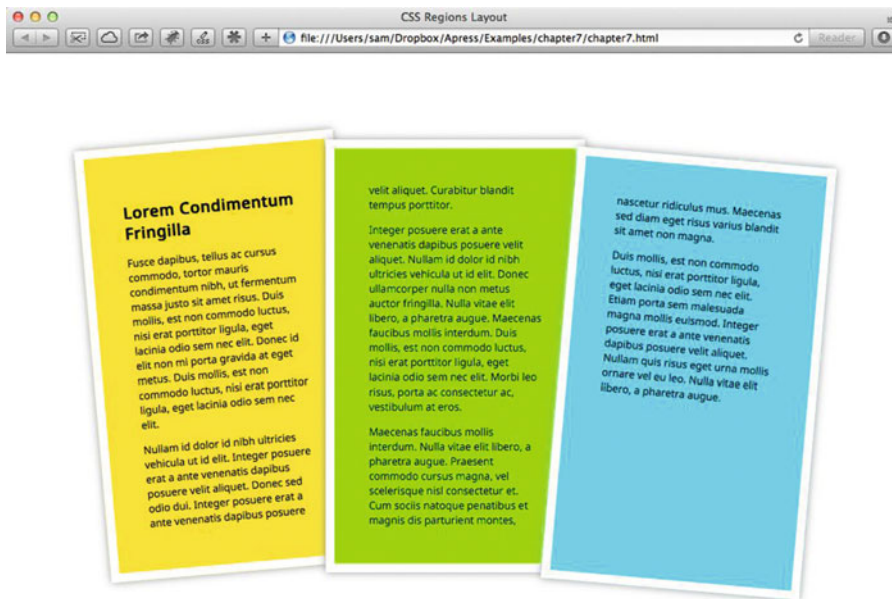 CSS Regions Layout
file:///Users/sam/Dropbox/Apress/Examples/chapter7/chapter7.html
Reader
Lorem Condimentum
Fringilla
Fusce dapibus, tellus ac cursus
commodo, tortor mauris
condimentum nibh, ut fermentum
massa justo sit amet risus. Duis
mollis, est non commodo luctus,
nisi erat porttitor ligula, eget
lacinia odio sem nec elit. Donec id
elit non mi porta gravida at eget
metus. Duis mollis, est non
commodo luctus, nisi erat porttitor
ligula, eget lacinia odio sem nec
elit.
Nullam id dolor id nibh ultricies
vehicula ut id elit. Integer posuere
erat a ante venenatis dapibus
posuere velit aliquet. Donec sed
odio dui. Integer posuere erat a
ante venenatis dapibus posuere
velit aliquet. Curabitur blandit
tempus porttitor.
Integer posuere erat a ante
venenatis dapibus posuere velit
aliquet. Nullam id dolor id nibh
ultricies vehicula ut id elit. Donec
ullamcorper nulla non metus
auctor fringilla. Nulla vitae elit
libero, a pharetra augue. Maecenas
faucibus mollis interdum. Duis
mollis, est non commodo luctus,
nisi erat porttitor ligula, eget
lacinia odio sem nec elit. Morbi leo
risus, porta ac consectetur ac,
vestibulum at eros.
Maecenas faucibus mollis
interdum. Nulla vitae elit libero, a
pharetra augue. Praesent
commodo cursus magna, vel
scelerisque nisl consectetur et.
Cum sociis natoque penatibus et
magnis dis parturient montes,
nascetur ridiculus mus. Maecenas
sed diam eget risus varius blandit
sit amet non magna.
Duis mollis, est non commodo
luctus, nisi erat porttitor ligula,
eget lacinia odio sem nec elit.
Etiam porta sem malesuada
magna mollis euismod. Integer
posuere erat a ante venenatis
dapibus posuere velit aliquet.
Nullam quis risus eget urna mollis
ornare vel eu leo. Nulla vitae elit
libero, a pharetra augue.